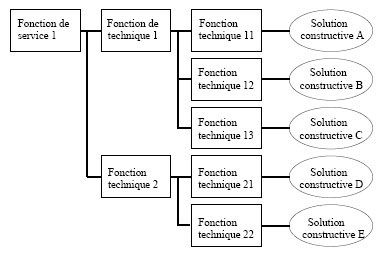 Fonction de
service 1
Fonction de
technique 1
Fonction
technique 11
Solution
constructive A
Fonction
technique 12
Solution
constructive B
Fonction
technique 13
Solution
constructive C
Fonction
technique 2
Fonction
technique 21
Solution
constructive D
Fonction
technique 22
Solution
constructive E